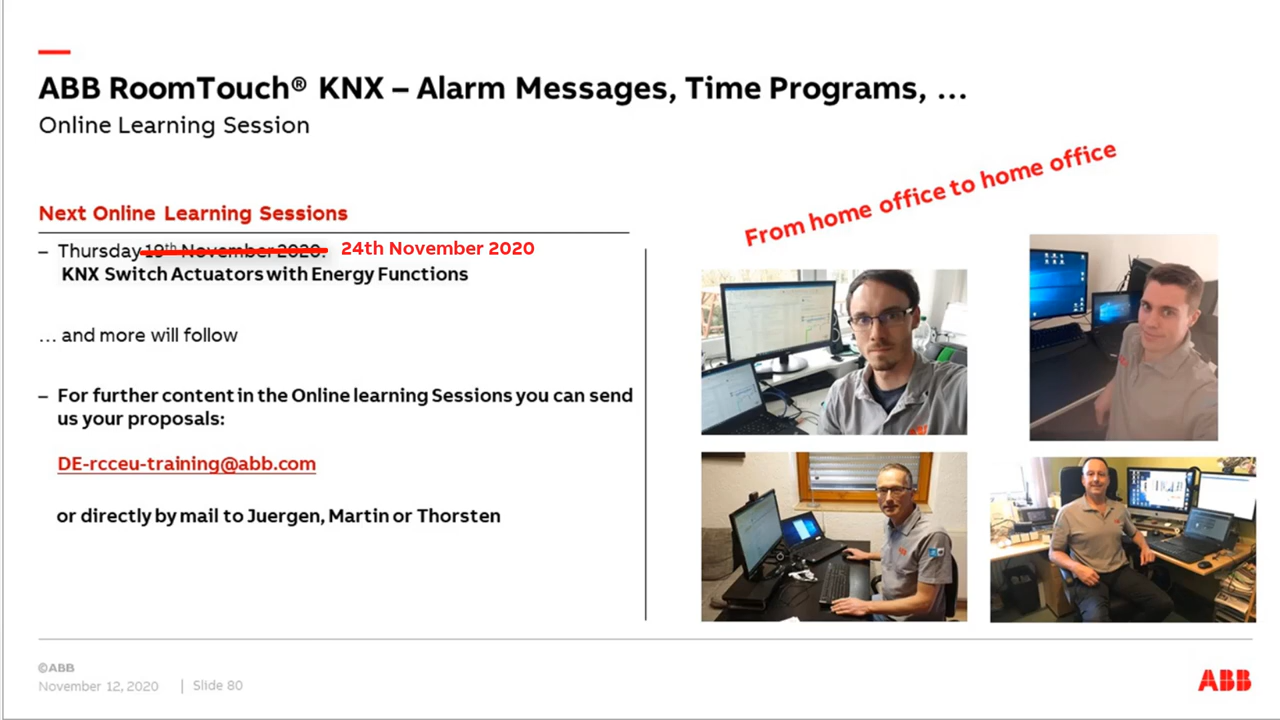 ABB RoomTouch® KNX – Alarm Messages, Time Programs, …
Online Learning Session
From home office to home office
Next Online Learning Sessions
– Thursday 19th November 2020: 24th November 2020
KNX Switch Actuators with Energy Functions
… and more will follow
– For further content in the Online learning Sessions you can send
us your proposals:
DE-rcceu-training@abb.com
or directly by mail to Juergen, Martin or Thorsten
©ABB
November 12, 2020 | Slide 80
ABB